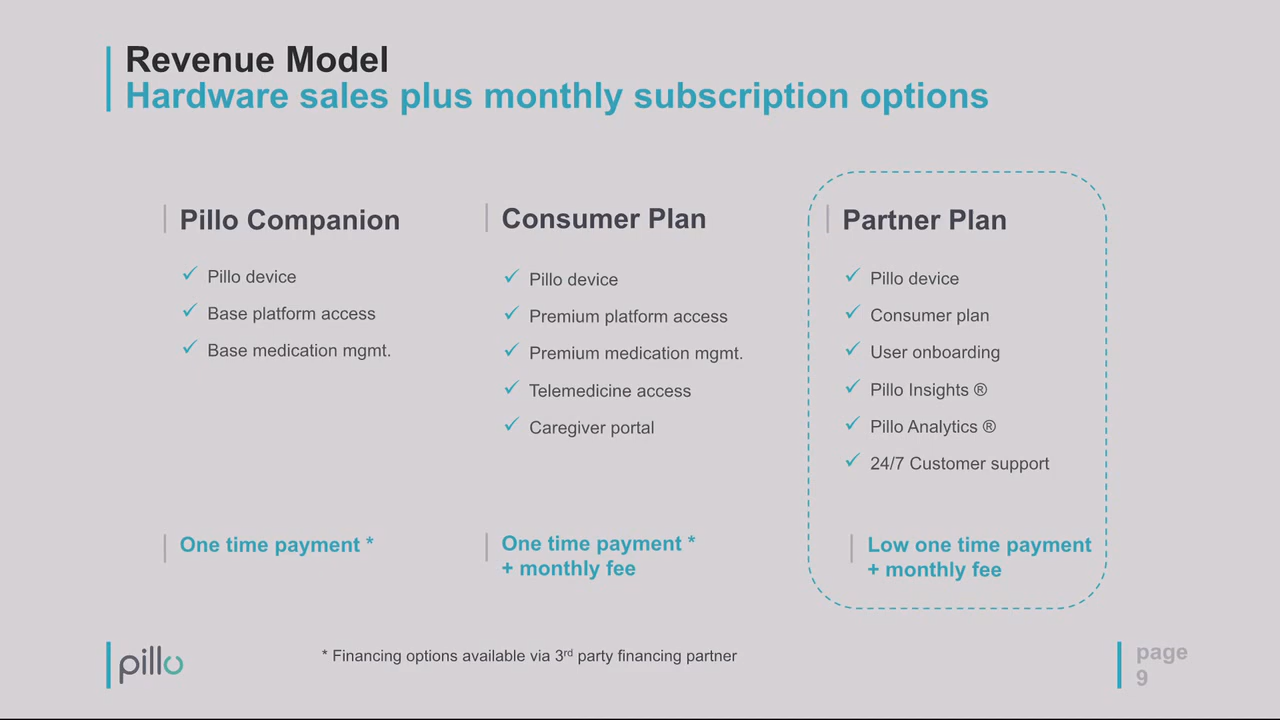 Revenue Model
Hardware sales plus monthly subscription options
Pillo Companion
Pillo device
Base platform access
Base medication mgmt.
One time payment *
Consumer Plan
Pillo device
Premium platform access
Premium medication mgmt.
Telemedicine access
Caregiver portal
One time payment *
+ monthly fee
Partner Plan
Pillo device
Consumer plan
User onboarding
Pillo Insights ®
Pillo Analytics ®
24/7 Customer support
Low one time payment
+ monthly fee
pillo
* Financing options available via 3rd party financing partner
page
9